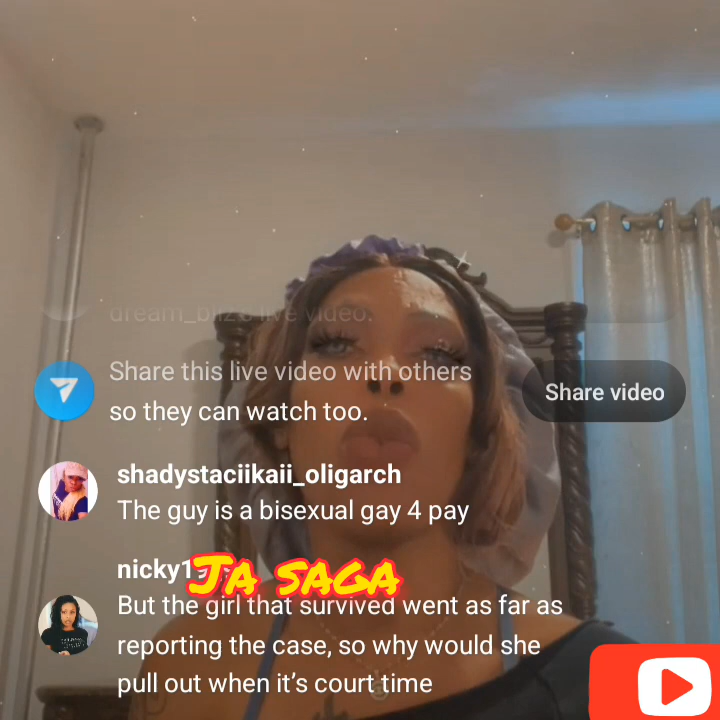 live video.
Share this live video with others
so they can watch too.
Share video
shadystaciikaii_oligarch
The guy is a bisexual gay 4 pay
JA SAGA
But the girl that survived went as far as
reporting the case, so why would she
pull out when it’s court time